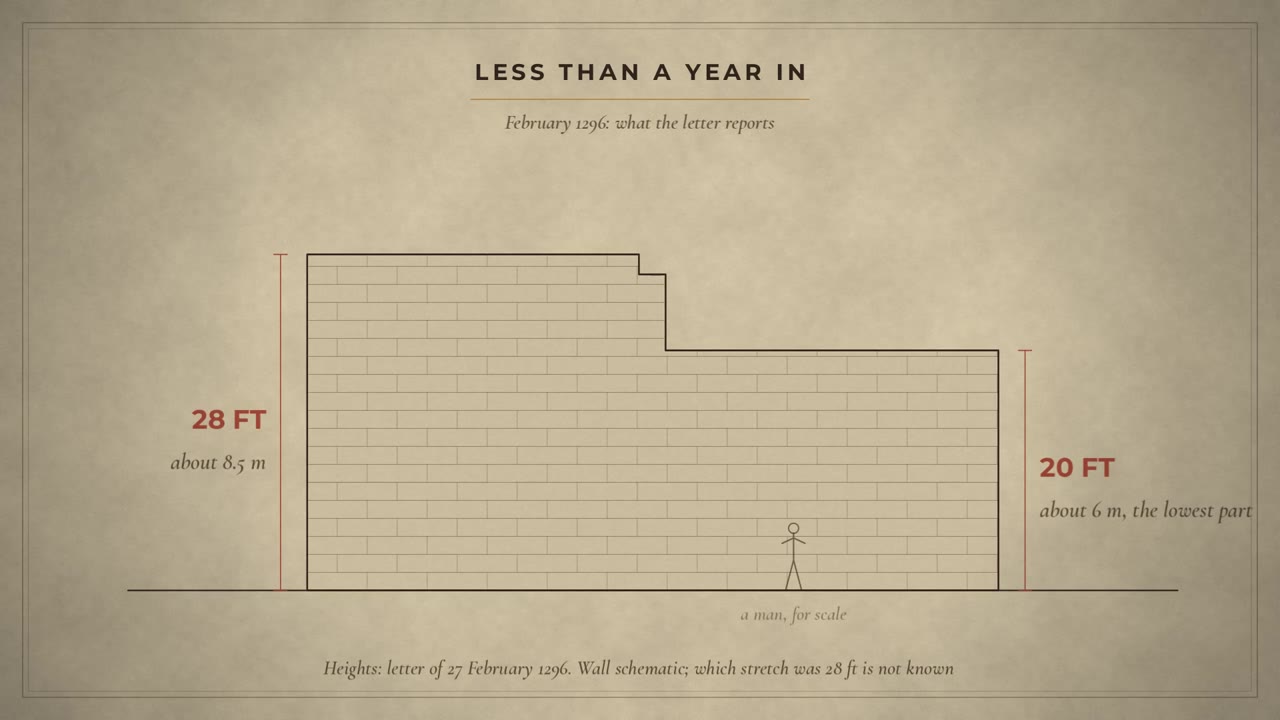 LESS THAN A YEAR IN
February 1296: what the letter reports
28 FT
about 8.5 m
20 FT
about 6 m, the lowest part
a man, for scale
Heights: letter of 27 February 1296. Wall schematic; which stretch was 28 ft is not known